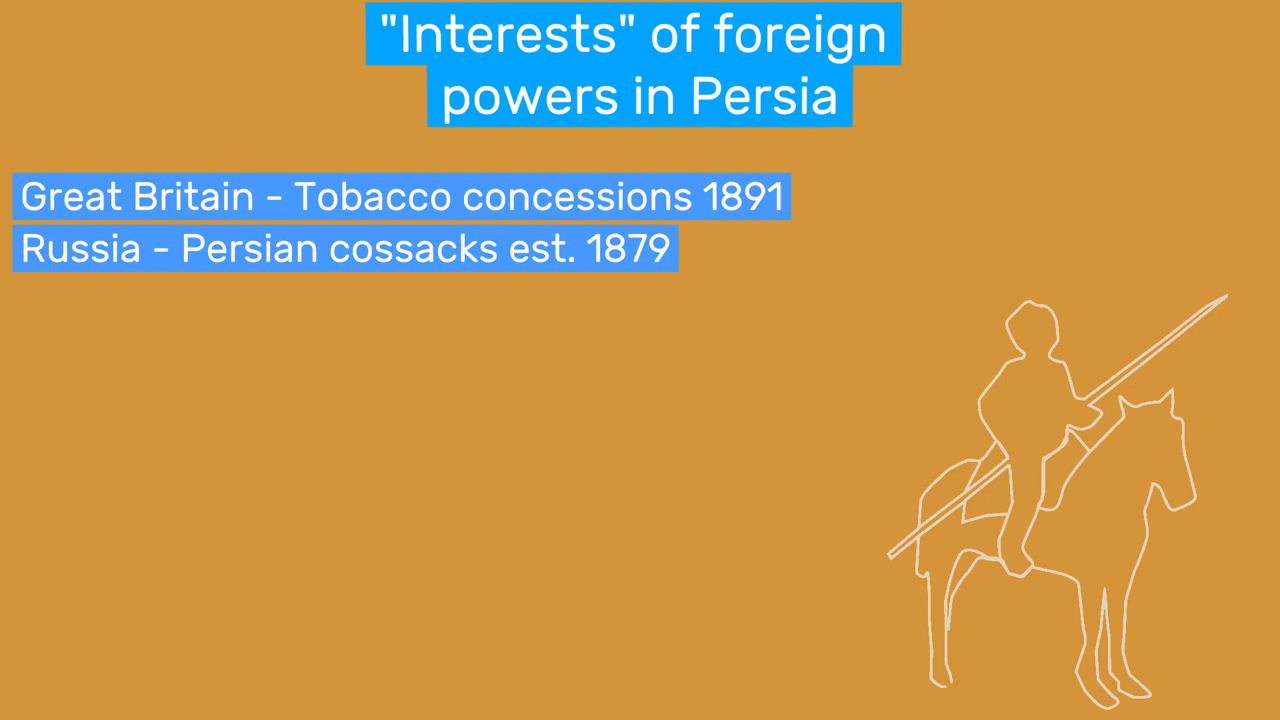 "Interests" of foreign
powers in Persia
Great Britain - Tobacco concessions 1891
Russia - Persian cossacks est. 1879